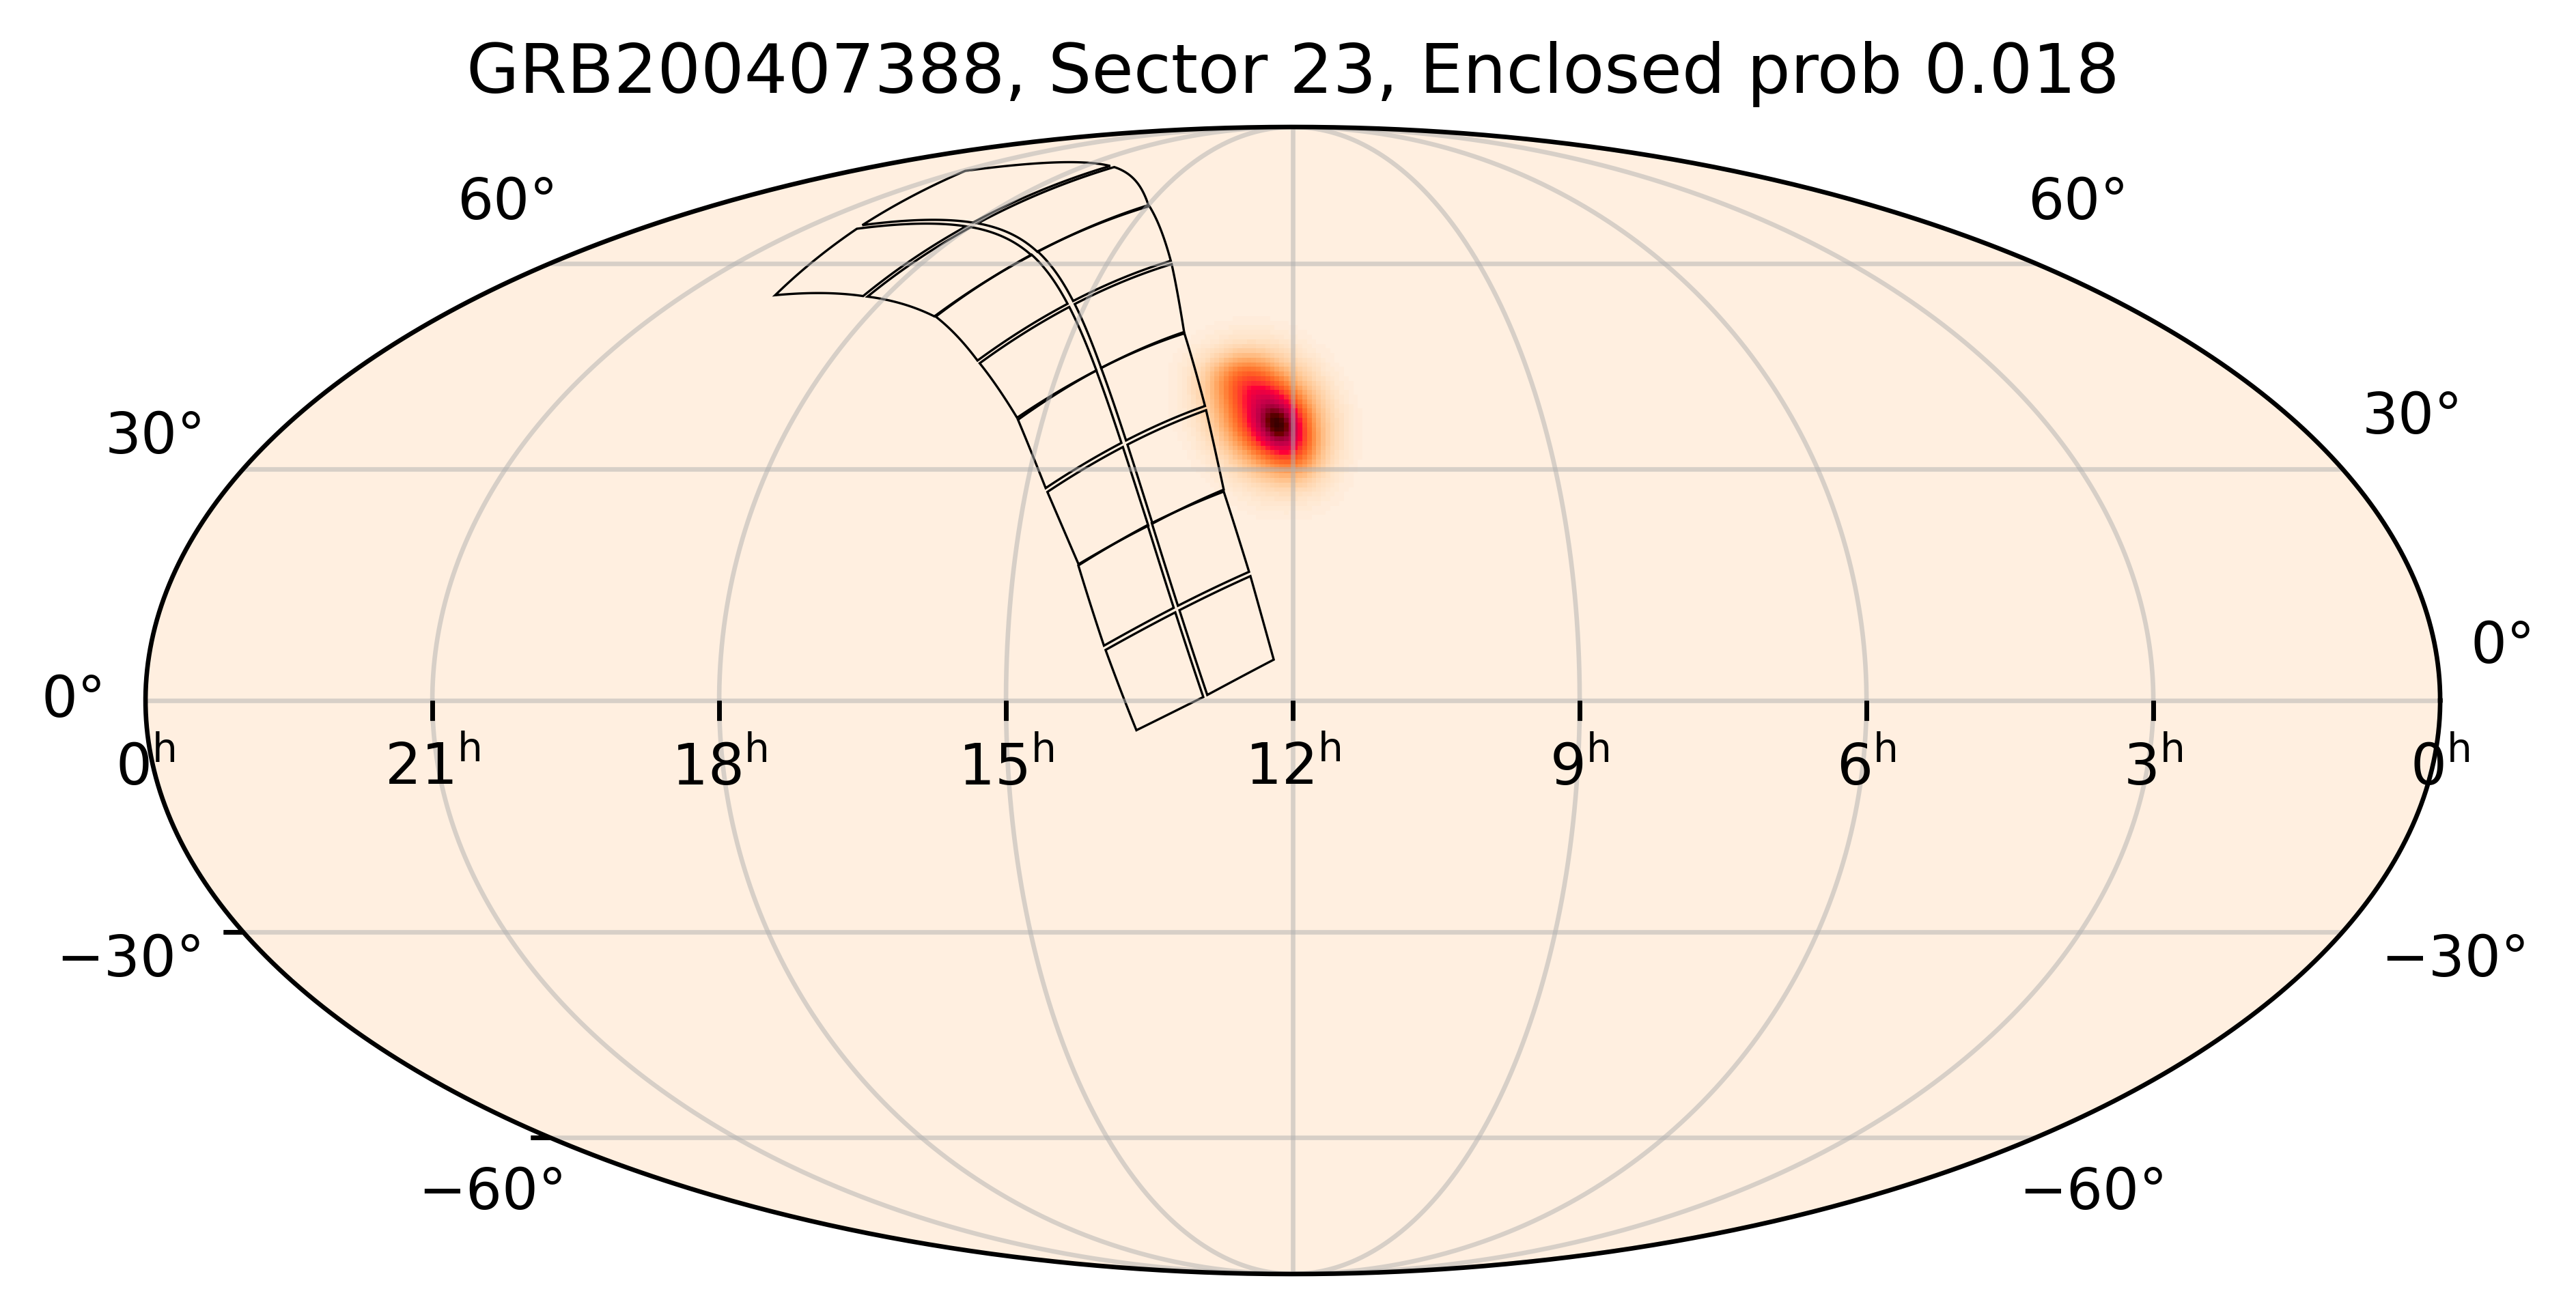 GRB200407388, Sector 23, Enclosed prob 0.018
60° 60°
30° 30°
0° 0°
0ʰ 21ʰ 18ʰ 15ʰ 12ʰ 9ʰ 6ʰ 3ʰ 0ʰ
−30° −30°
−60° −60°